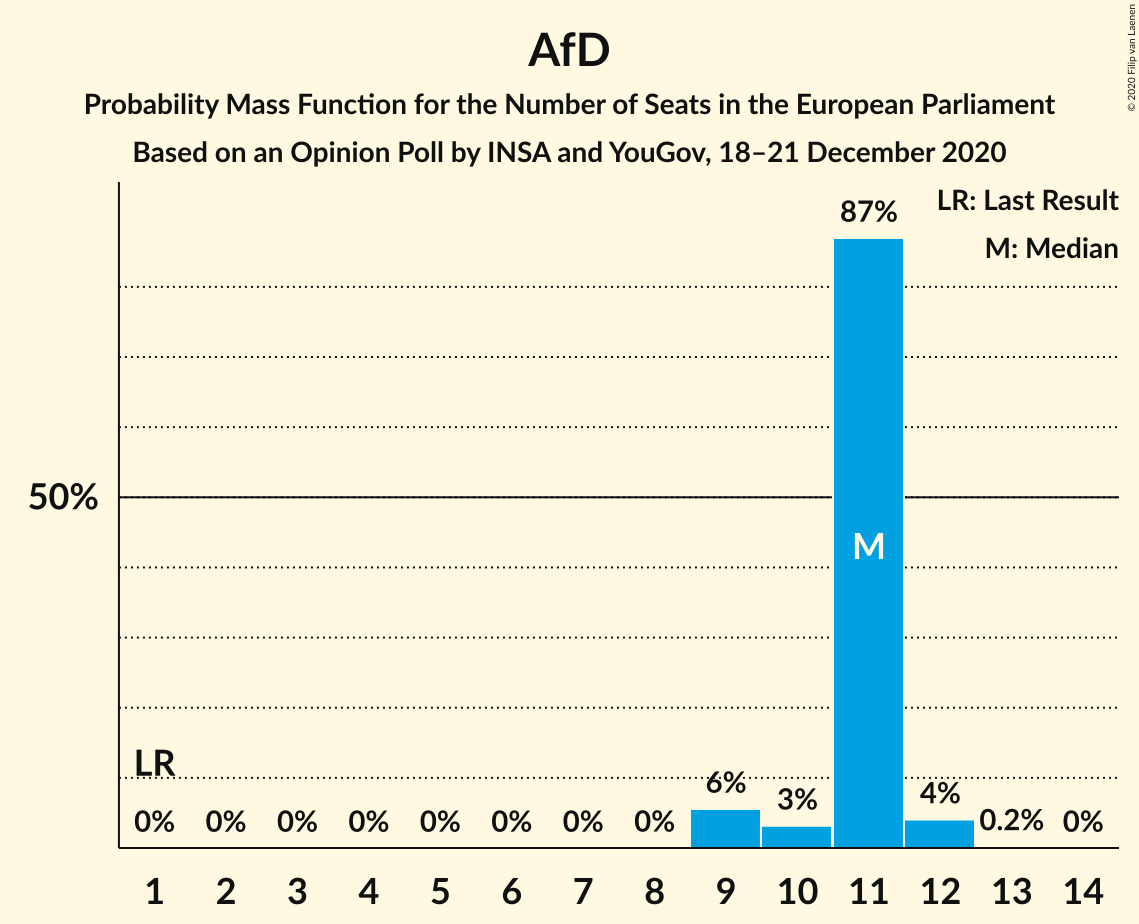 AfD
Probability Mass Function for the Number of Seats in the European Parliament
Based on an Opinion Poll by INSA and YouGov, 18–21 December 2020
© 2020 Filip van Laenen
LR: Last Result
M: Median
87%
50%
M
LR
0% 0% 0% 0% 0% 0% 0% 0% 6% 3% 4% 0.2% 0%
1 2 3 4 5 6 7 8 9 10 11 12 13 14